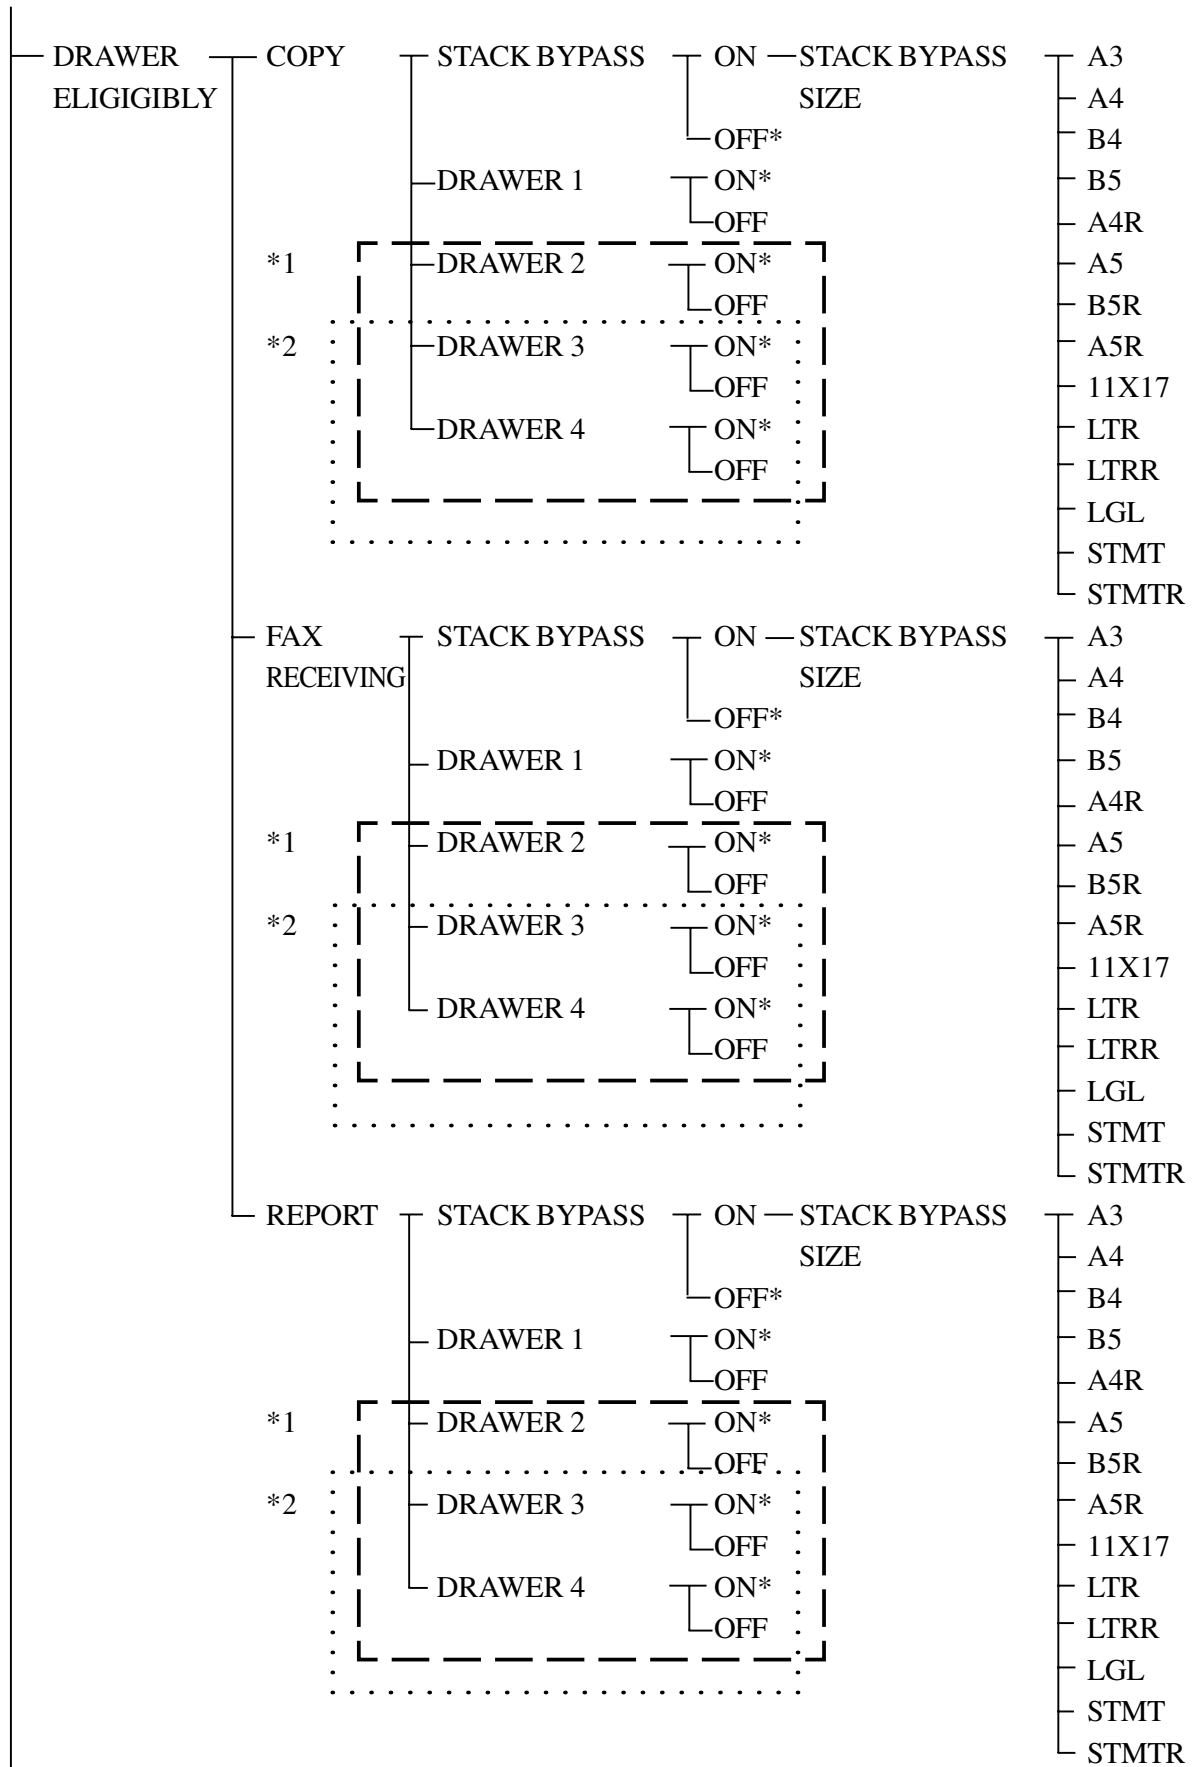 DRAWER COPY STACK BYPASS ON STACK BYPASS A3
ELIGIGIBLY SIZE A4
OFF* B4
DRAWER 1 ON* B5
OFF A4R
*1 DRAWER 2 ON* A5
OFF B5R
*2 DRAWER 3 ON* A5R
OFF 11X17
DRAWER 4 ON* LTR
OFF LTRR
LGL
STMT
STMTR
FAX STACK BYPASS ON STACK BYPASS A3
RECEIVING SIZE A4
OFF* B4
DRAWER 1 ON* B5
OFF A4R
*1 DRAWER 2 ON* A5
OFF B5R
*2 DRAWER 3 ON* A5R
OFF 11X17
DRAWER 4 ON* LTR
OFF LTRR
LGL
STMT
STMTR
REPORT STACK BYPASS ON STACK BYPASS A3
SIZE A4
OFF* B4
DRAWER 1 ON* B5
OFF A4R
*1 DRAWER 2 ON* A5
OFF B5R
*2 DRAWER 3 ON* A5R
OFF 11X17
DRAWER 4 ON* LTR
OFF LTRR
LGL
STMT
STMTR